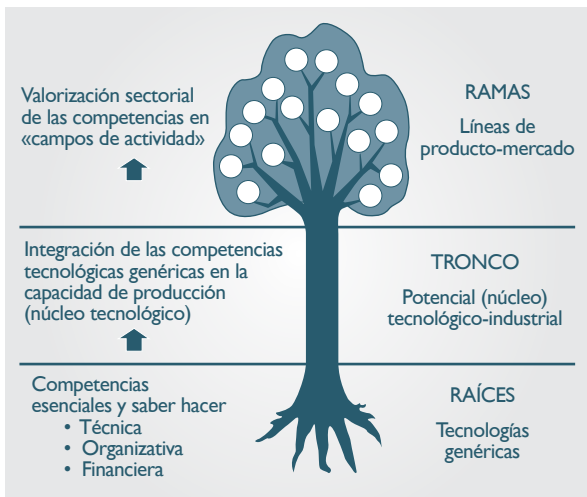 Valorización sectorial
de las competencias en
«campos de actividad»
RAMAS
Líneas de
producto-mercado
Integración de las competencias
tecnológicas genéricas en la
capacidad de producción
(núcleo tecnológico)
TRONCO
Potencial (núcleo)
tecnológico-industrial
Competencias
esenciales y saber hacer
• Técnica
• Organizativa
• Financiera
RAÍCES
Tecnologías
genéricas